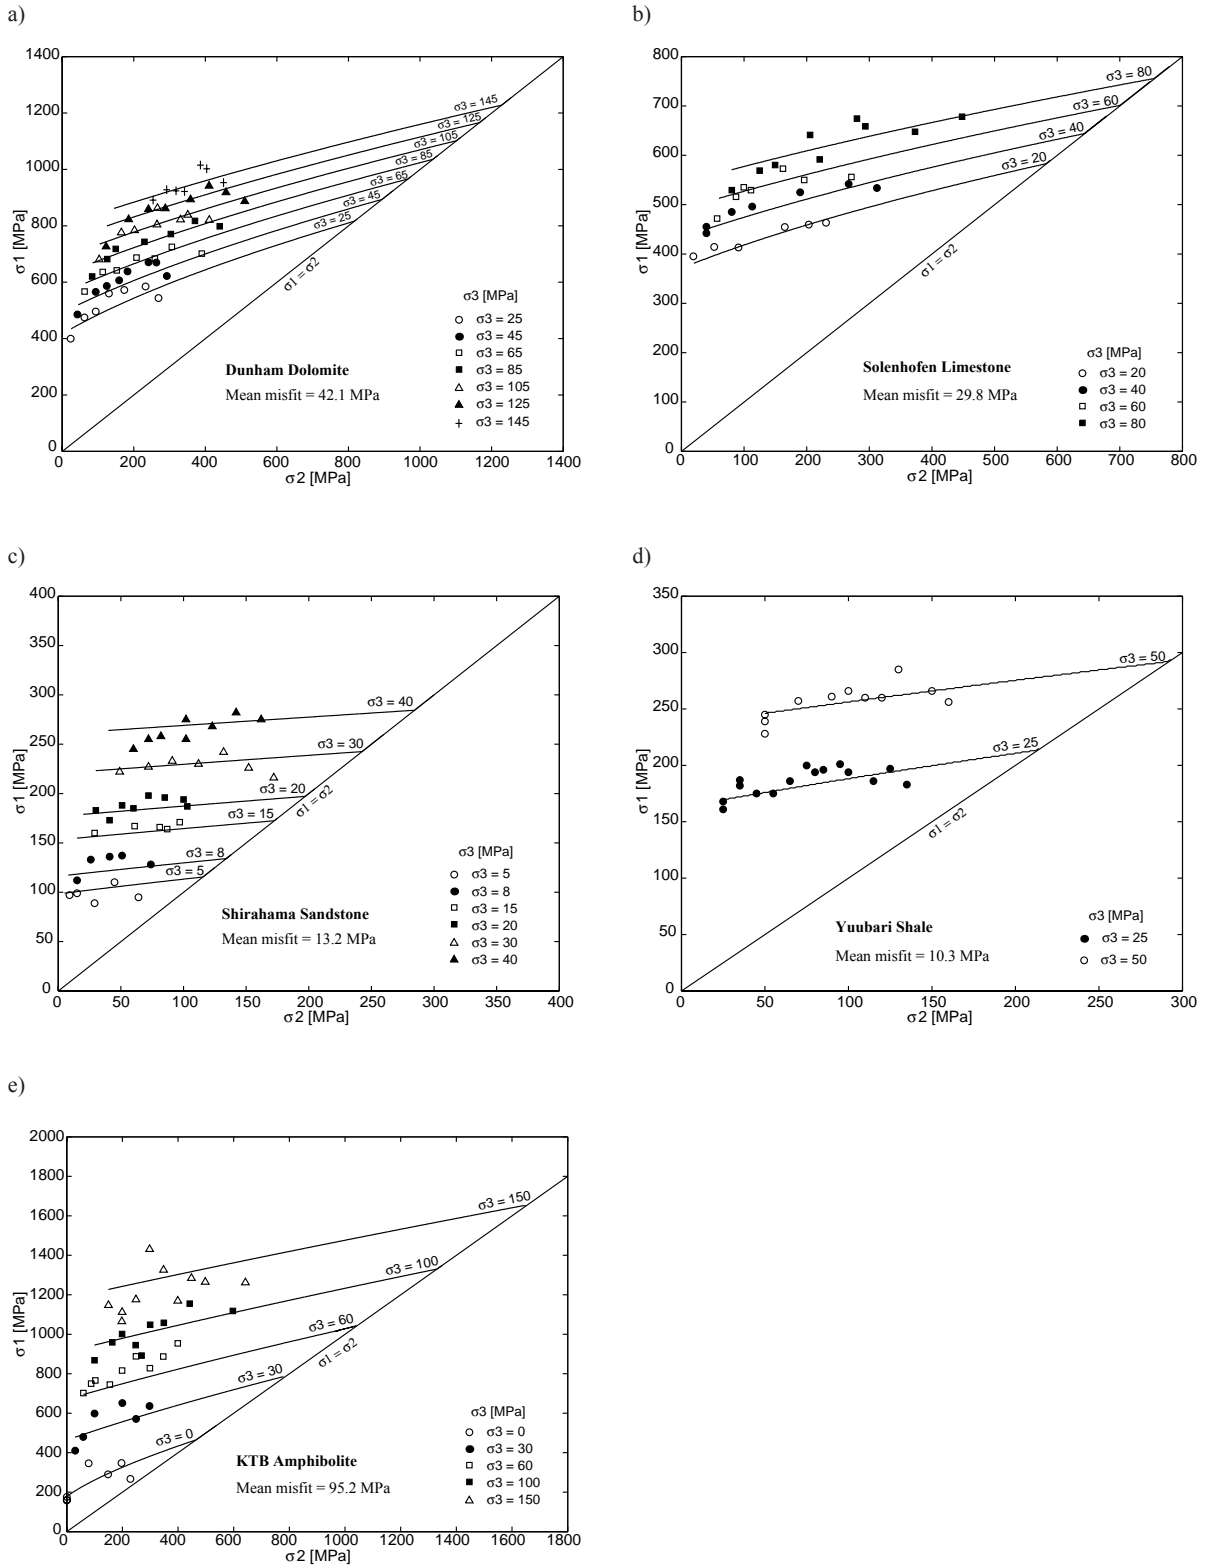 a)
1400
1200
1000
800
600
400
200
0
σ1 [MPa]
0 200 400 600 800 1000 1200 1400
σ2 [MPa]
σ3 = 145
σ3 = 125
σ3 = 105
σ3 = 85
σ3 = 65
σ3 = 45
σ3 = 25
σ1 = σ2
σ3 [MPa]
σ3 = 25
σ3 = 45
σ3 = 65
σ3 = 85
σ3 = 105
σ3 = 125
σ3 = 145
Dunham Dolomite
Mean misfit = 42.1 MPa
b)
800
700
600
500
400
300
200
100
0
σ1 [MPa]
0 100 200 300 400 500 600 700 800
σ2 [MPa]
σ3 = 80
σ3 = 60
σ3 = 40
σ3 = 20
σ1 = σ2
σ3 [MPa]
σ3 = 20
σ3 = 40
σ3 = 60
σ3 = 80
Solenhofen Limestone
Mean misfit = 29.8 MPa
c)
400
350
300
250
200
150
100
50
0
σ1 [MPa]
0 50 100 150 200 250 300 350 400
σ2 [MPa]
σ3 = 40
σ3 = 30
σ3 = 20
σ3 = 15
σ3 = 8
σ3 = 5
σ1 = σ2
σ3 [MPa]
σ3 = 5
σ3 = 8
σ3 = 15
σ3 = 20
σ3 = 30
σ3 = 40
Shirahama Sandstone
Mean misfit = 13.2 MPa
d)
350
300
250
200
150
100
50
0
σ1 [MPa]
0 50 100 150 200 250 300
σ2 [MPa]
σ3 = 50
σ3 = 25
σ1 = σ2
σ3 [MPa]
σ3 = 25
σ3 = 50
Yuubari Shale
Mean misfit = 10.3 MPa
e)
2000
1800
1600
1400
1200
1000
800
600
400
200
0
σ1 [MPa]
0 200 400 600 800 1000 1200 1400 1600 1800
σ2 [MPa]
σ3 = 150
σ3 = 100
σ3 = 60
σ3 = 30
σ3 = 0
σ1 = σ2
σ3 [MPa]
σ3 = 0
σ3 = 30
σ3 = 60
σ3 = 100
σ3 = 150
KTB Amphibolite
Mean misfit = 95.2 MPa